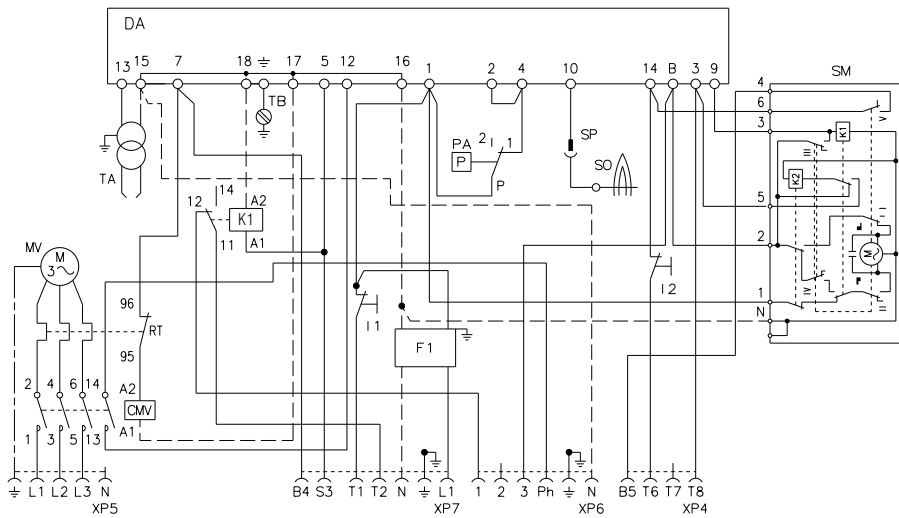 DA
13 15 7 18 17 5 12 16 1 2 4 10 14 B 3 9
SM
TB
TA
PA
P
2 1
P
SP
SO
4
6
3
K1
K2
5
2
1
N
V
III
I
IV
II
M
12
14
A2
K1
11
A1
MV
M
3
96
RT
95
I1
I2
F1
2 4 6 14
A2
CMV
1 3 5 13
A1
L1 L2 L3 N
XP5
B4 S3 T1 T2 N L1
XP7
1 2 3 Ph N
XP6
B5 T6 T7 T8
XP4